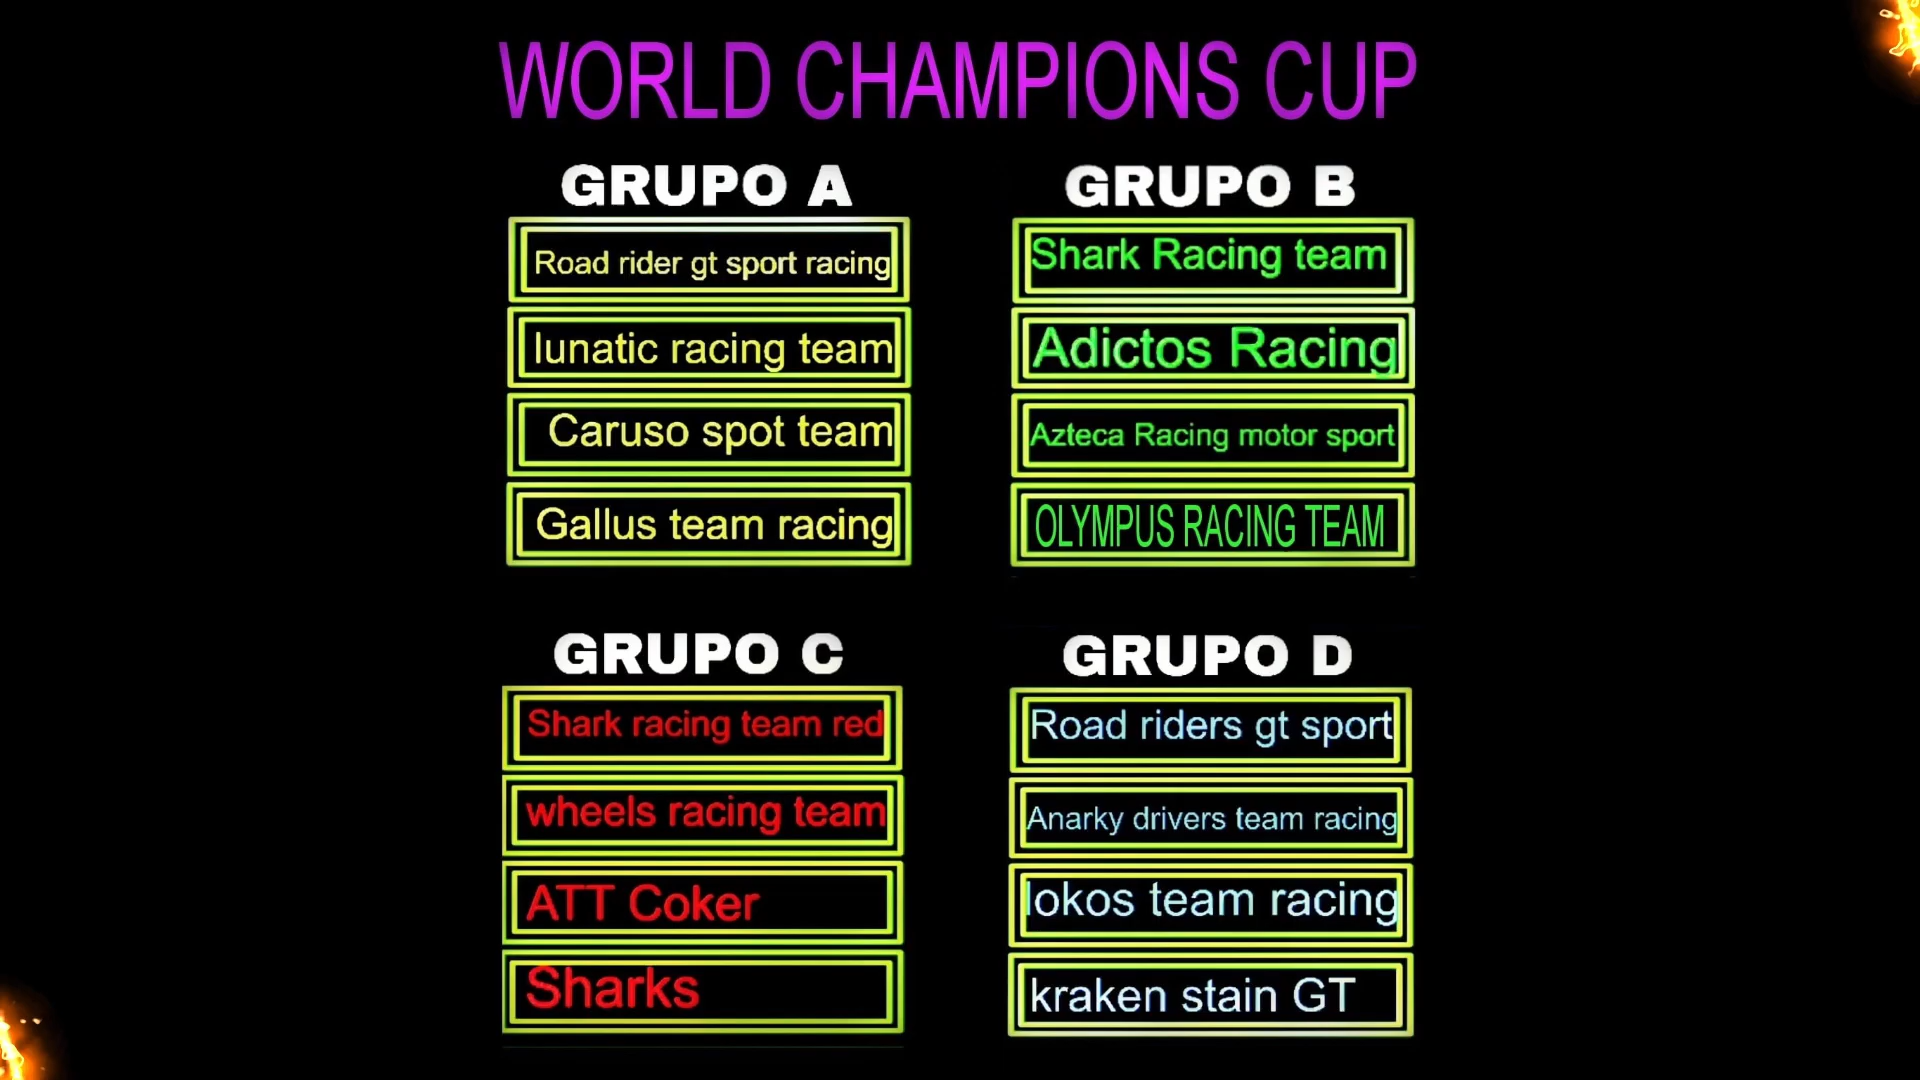 WORLD CHAMPIONS CUP
GRUPO A
Road rider gt sport racing
lunatic racing team
Caruso spot team
Gallus team racing
GRUPO B
Shark Racing team
Adictos Racing
Azteca Racing motor sport
OLYMPUS RACING TEAM
GRUPO C
Shark racing team red
wheels racing team
ATT Coker
Sharks
GRUPO D
Road riders gt sport
Anarky drivers team racing
lokos team racing
kraken stain GT